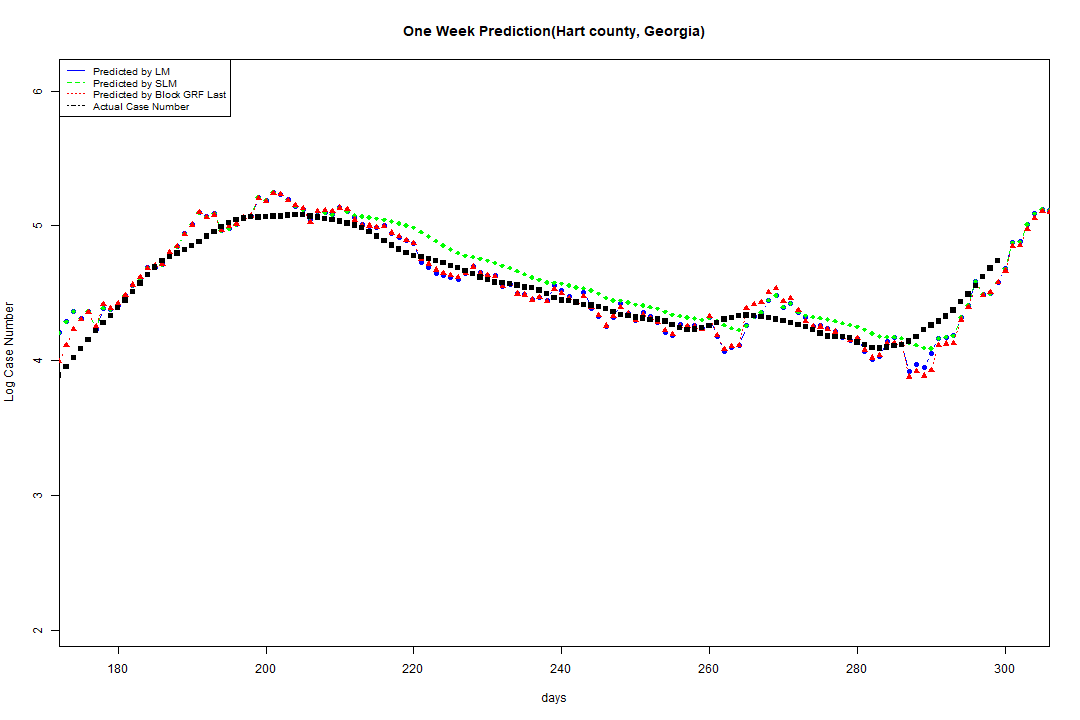 One Week Prediction(Hart county, Georgia)
Predicted by LM
Predicted by SLM
Predicted by Block GRF Last
Actual Case Number
6
5
4
3
2
Log Case Number
180 200 220 240 260 280 300
days